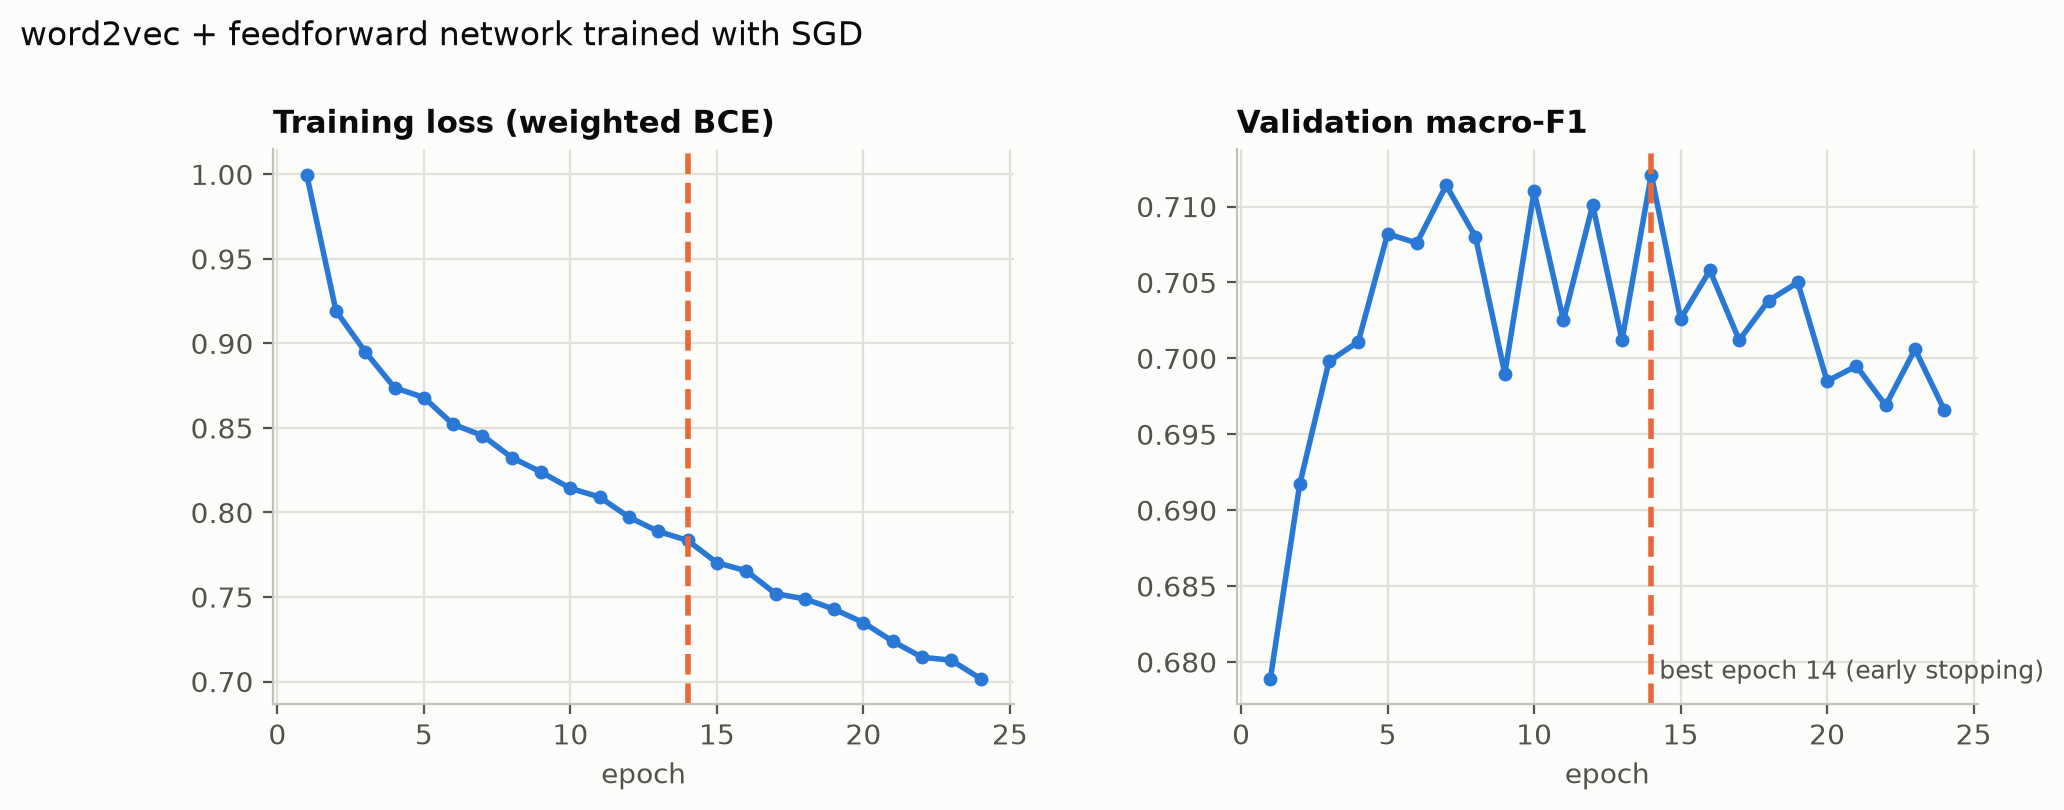 word2vec + feedforward network trained with SGD
Training loss (weighted BCE)
1.00
0.95
0.90
0.85
0.80
0.75
0.70
0 5 10 15 20 25
epoch
Validation macro-F1
0.710
0.705
0.700
0.695
0.690
0.685
0.680
best epoch 14 (early stopping)
0 5 10 15 20 25
epoch